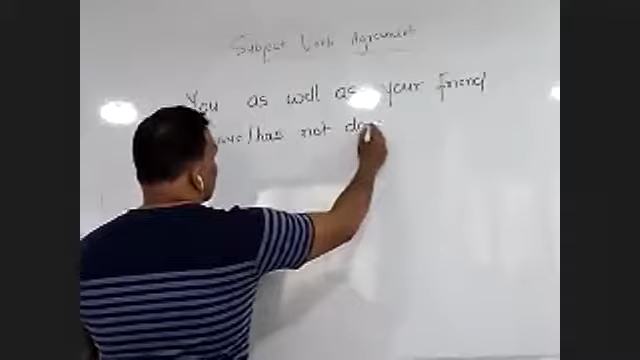 Subject Verb Agreement
You as well as your friend
/has not